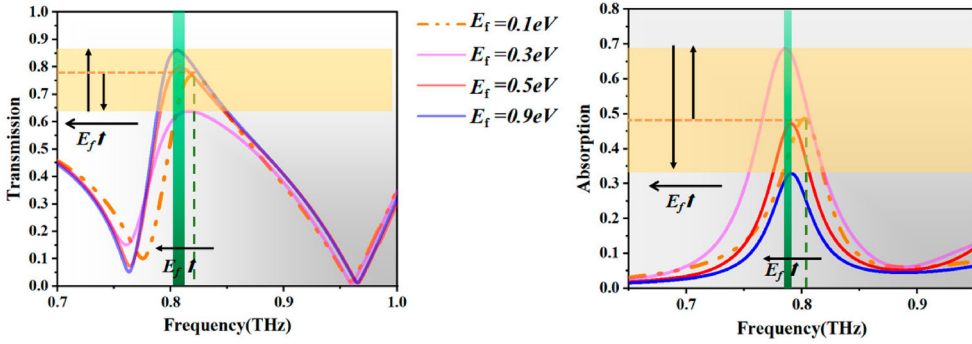 1.0
0.9
0.8
0.7
0.6
0.5
0.4
0.3
0.2
0.1
0.0
Transmission
E_f ↑
E_f ↑
0.7 0.8 0.9 1.0
Frequency(THz)
E_f =0.1eV
E_f =0.3eV
E_f =0.5eV
E_f =0.9eV
0.8
0.7
0.6
0.5
0.4
0.3
0.2
0.1
0.0
Absorption
E_f ↑
E_f ↑
0.7 0.8 0.9
Frequency(THz)